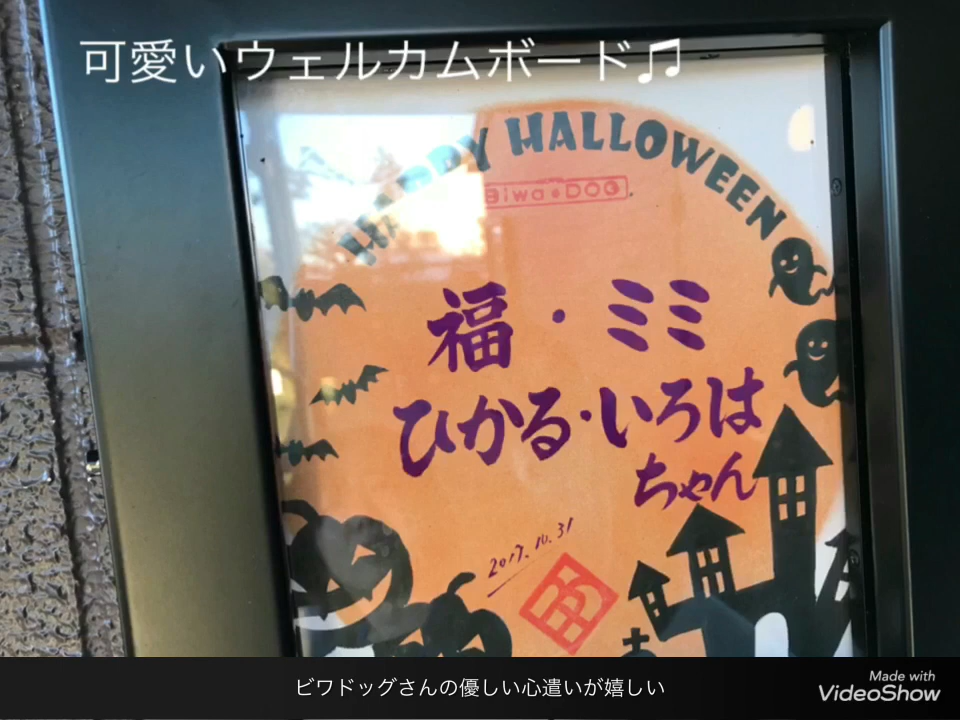 可愛いウェルカムボード♫
HAPPY HALLOWEEN
Biwa•DOG
福・ミミ
ひかる・いろは
ちゃん
2017.10.31
ビワドッグさんの優しい心遣いが嬉しい
Made with
VideoShow